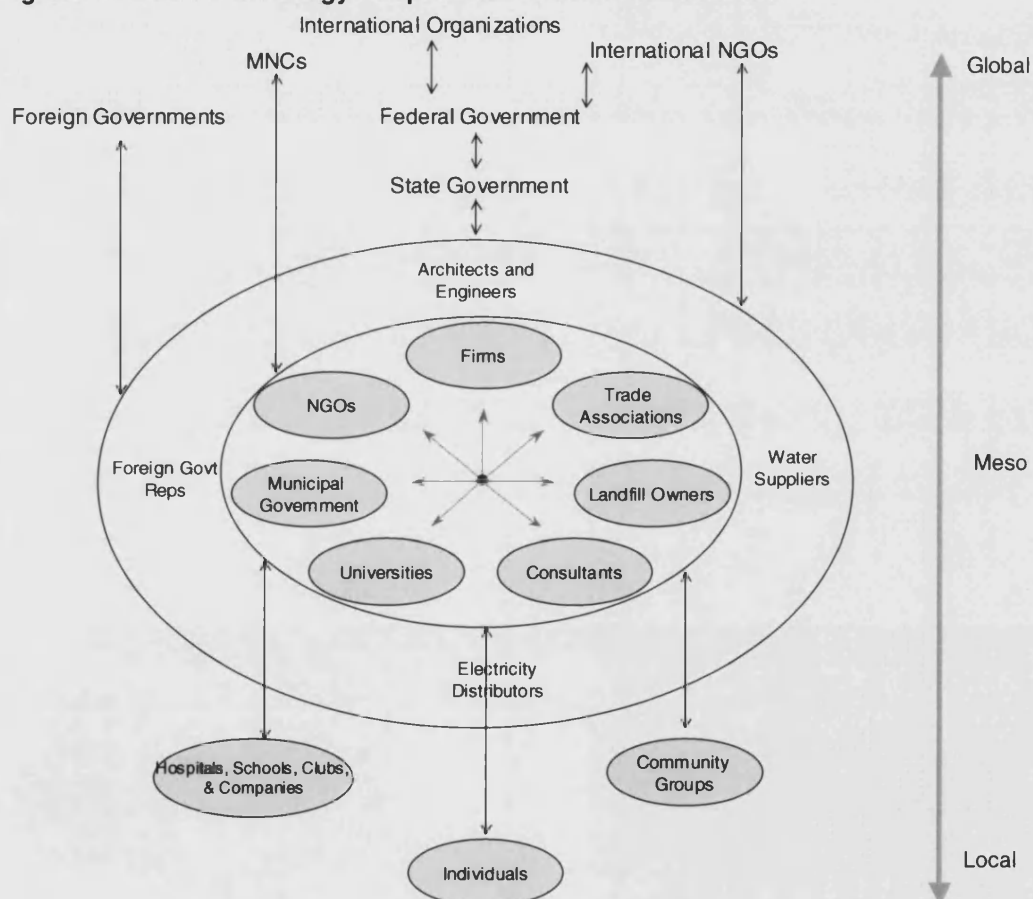 International Organizations
MNCs
International NGOs
Global
Foreign Governments
Federal Government
State Government
Architects and
Engineers
Firms
NGOs
Trade
Associations
Foreign Govt
Reps
Municipal
Government
Landfill Owners
Water
Suppliers
Meso
Universities
Consultants
Electricity
Distributors
Hospitals, Schools, Clubs,
& Companies
Community
Groups
Individuals
Local